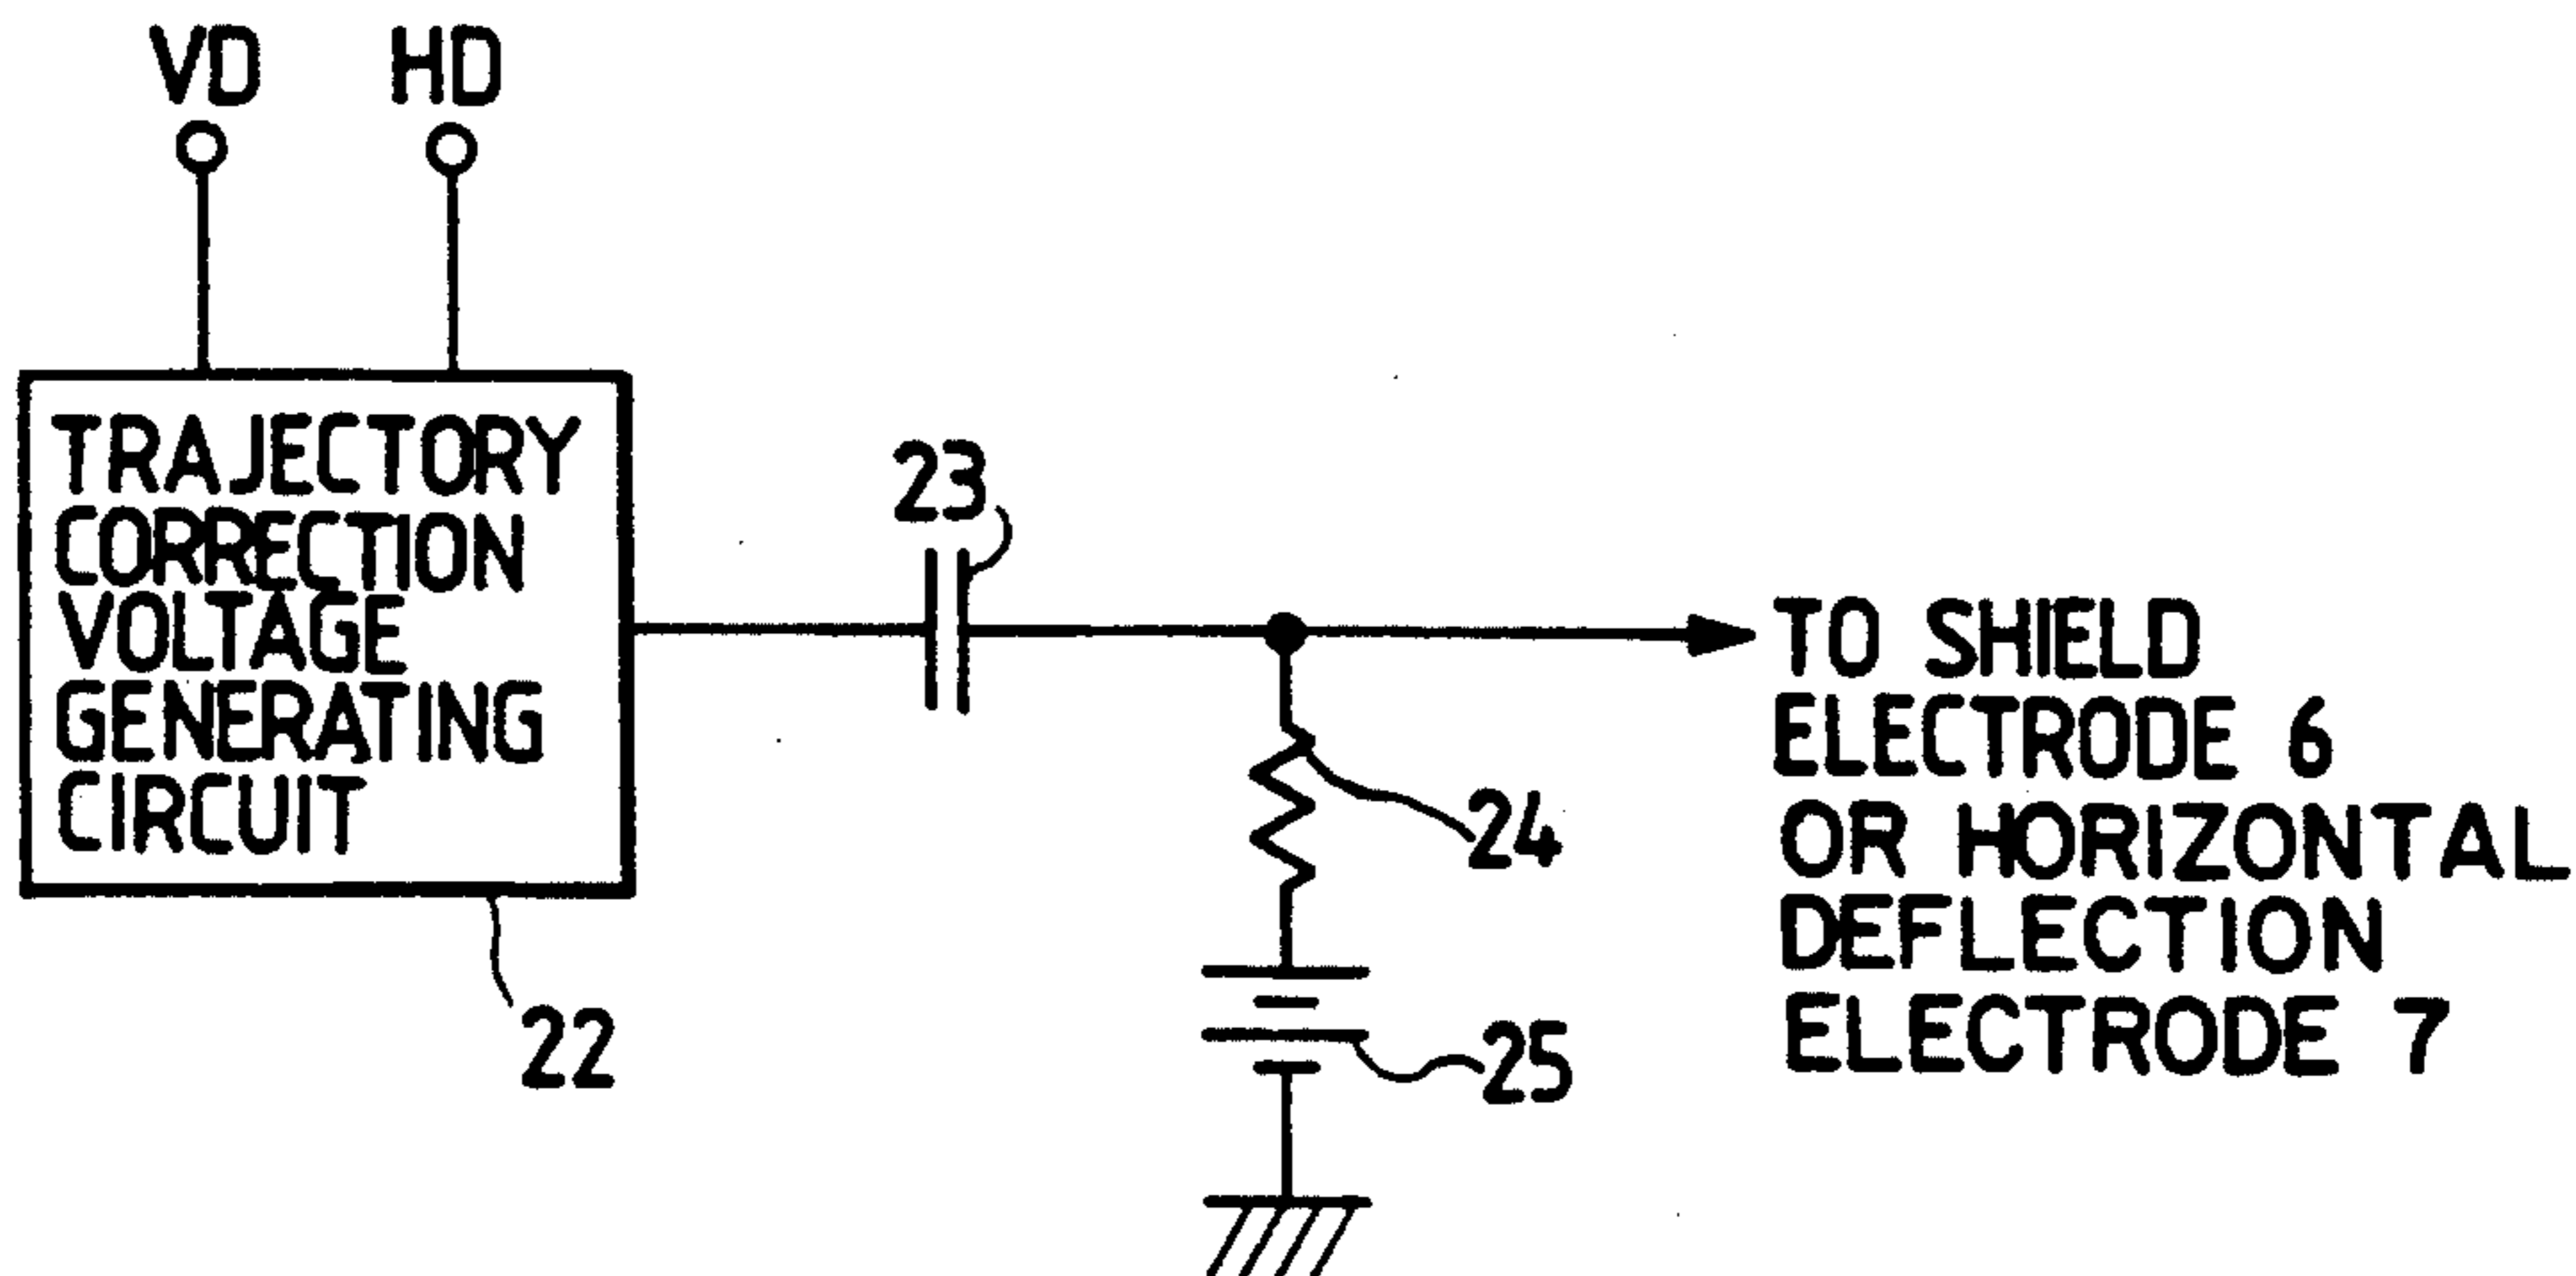 VD HD
TRAJECTORY
CORRECTION
VOLTAGE
GENERATING
CIRCUIT
22
23
24
25
TO SHIELD
ELECTRODE 6
OR HORIZONTAL
DEFLECTION
ELECTRODE 7